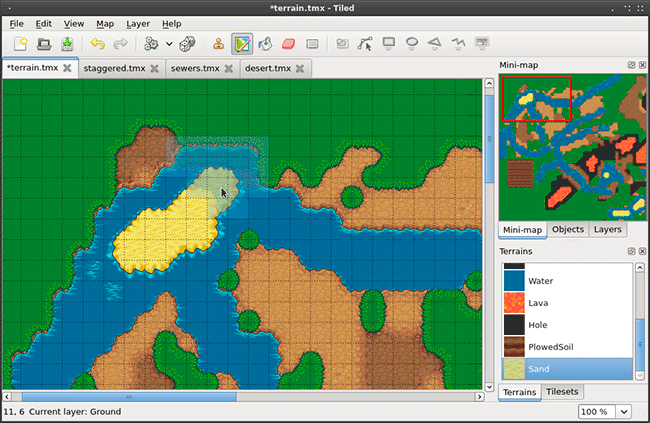 *terrain.tmx - Tiled
File Edit View Map Layer Help
*terrain.tmx staggered.tmx sewers.tmx desert.tmx
Mini-map
Mini-map Objects Layers
Terrains
Water
Lava
Hole
PlowedSoil
Sand
Terrains Tilesets
11, 6 Current layer: Ground
100 %